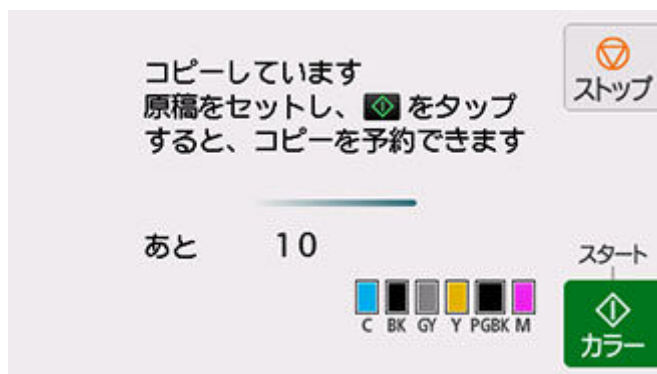 コピーしています
原稿をセットし、 をタップ
すると、コピーを予約できます
ストップ
あと 10
C BK GY Y PGBK M
スタート
カラー